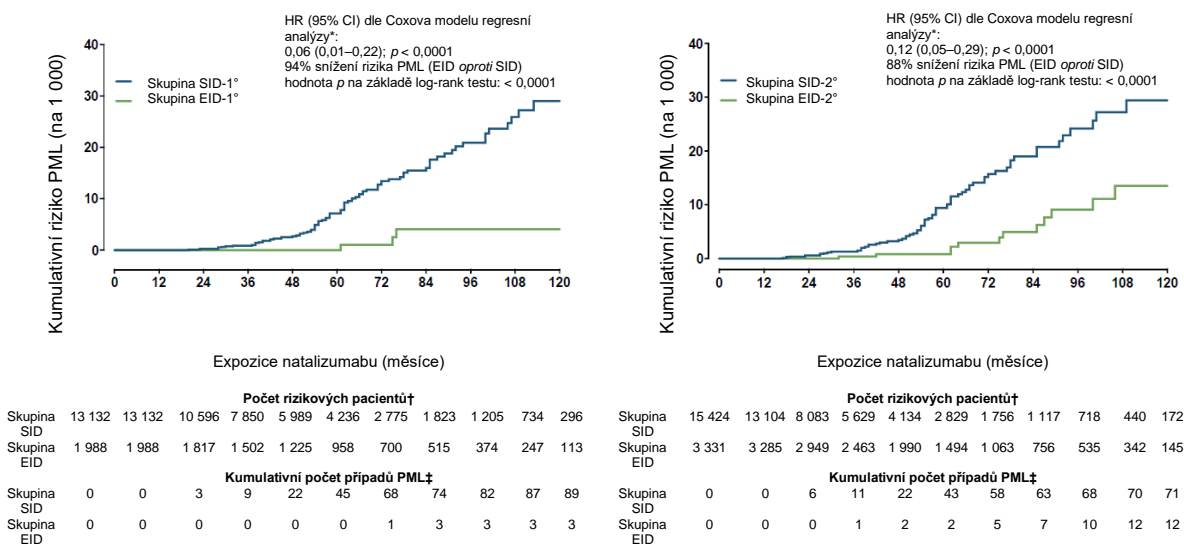 HR (95% CI) dle Coxova modelu regresní
analýzy*:
0,06 (0,01–0,22); p < 0,0001
94% snížení rizika PML (EID oproti SID)
hodnota p na základě log-rank testu: < 0,0001
Skupina SID-1°
Skupina EID-1°
Kumulativní riziko PML (na 1 000)
40
30
20
10
0
0 12 24 36 48 60 72 84 96 108 120
Expozice natalizumabu (měsíce)
Počet rizikových pacientů†
Skupina SID 13 132 13 132 10 596 7 850 5 989 4 236 2 775 1 823 1 205 734 296
Skupina EID 1 988 1 988 1 817 1 502 1 225 958 700 515 374 247 113
Kumulativní počet případů PML‡
Skupina SID 0 0 3 9 22 45 68 74 82 87 89
Skupina EID 0 0 0 0 0 0 1 3 3 3 3
HR (95% CI) dle Coxova modelu regresní
analýzy*:
0,12 (0,05–0,29); p < 0,0001
88% snížení rizika PML (EID oproti SID)
hodnota p na základě log-rank testu: < 0,0001
Skupina SID-2°
Skupina EID-2°
Kumulativní riziko PML (na 1 000)
40
30
20
10
0
0 12 24 36 48 60 72 84 96 108 120
Expozice natalizumabu (měsíce)
Počet rizikových pacientů†
Skupina SID 15 424 13 104 8 083 5 629 4 134 2 829 1 756 1 117 718 440 172
Skupina EID 3 331 3 285 2 949 2 463 1 990 1 494 1 063 756 535 342 145
Kumulativní počet případů PML‡
Skupina SID 0 0 6 11 22 43 58 63 68 70 71
Skupina EID 0 0 0 1 2 2 5 7 10 12 12